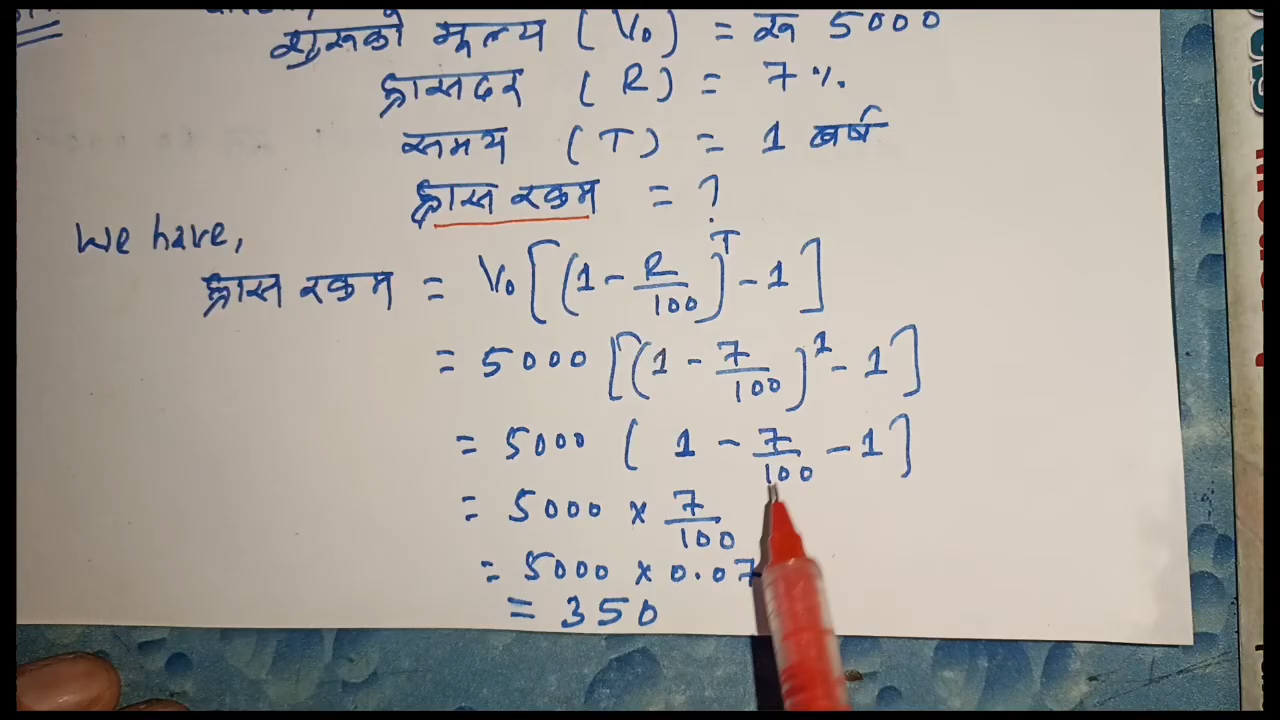 शुरूको मूल्य (V₀) = रु 5000
ह्रासदर (R) = 7%.
समय (T) = 1 वर्ष
ह्रास रकम = ?
We have,
ह्रास रकम = V₀[(1 - R/100)ᵀ - 1]
= 5000 [(1 - 7/100)¹ - 1]
= 5000 ( 1 - 7/100 - 1]
= 5000 × 7/100
= 5000 × 0.07
= 350